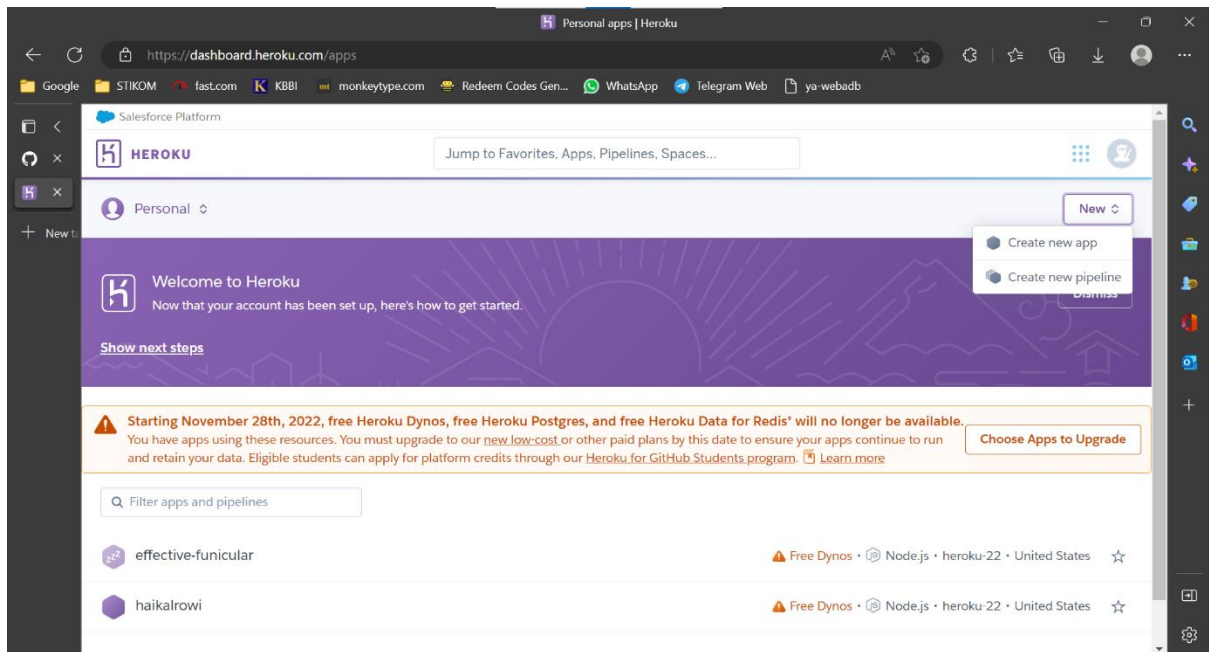 Personal apps | Heroku
https://dashboard.heroku.com/apps
Google
STIKOM
fast.com
KBBI
monkeytype.com
Redeem Codes Gen...
WhatsApp
Telegram Web
ya-webadb
Salesforce Platform
HEROKU
Jump to Favorites, Apps, Pipelines, Spaces...
Personal
New
New t
Create new app
Create new pipeline
Welcome to Heroku
Now that your account has been set up, here's how to get started.
Dismiss
Show next steps
Starting November 28th, 2022, free Heroku Dynos, free Heroku Postgres, and free Heroku Data for Redis® will no longer be available.
You have apps using these resources. You must upgrade to our new low-cost or other paid plans by this date to ensure your apps continue to run
and retain your data. Eligible students can apply for platform credits through our Heroku for GitHub Students program. Learn more
Choose Apps to Upgrade
Filter apps and pipelines
effective-funicular
Free Dynos • Node.js • heroku-22 • United States
haikalrowi
Free Dynos • Node.js • heroku-22 • United States